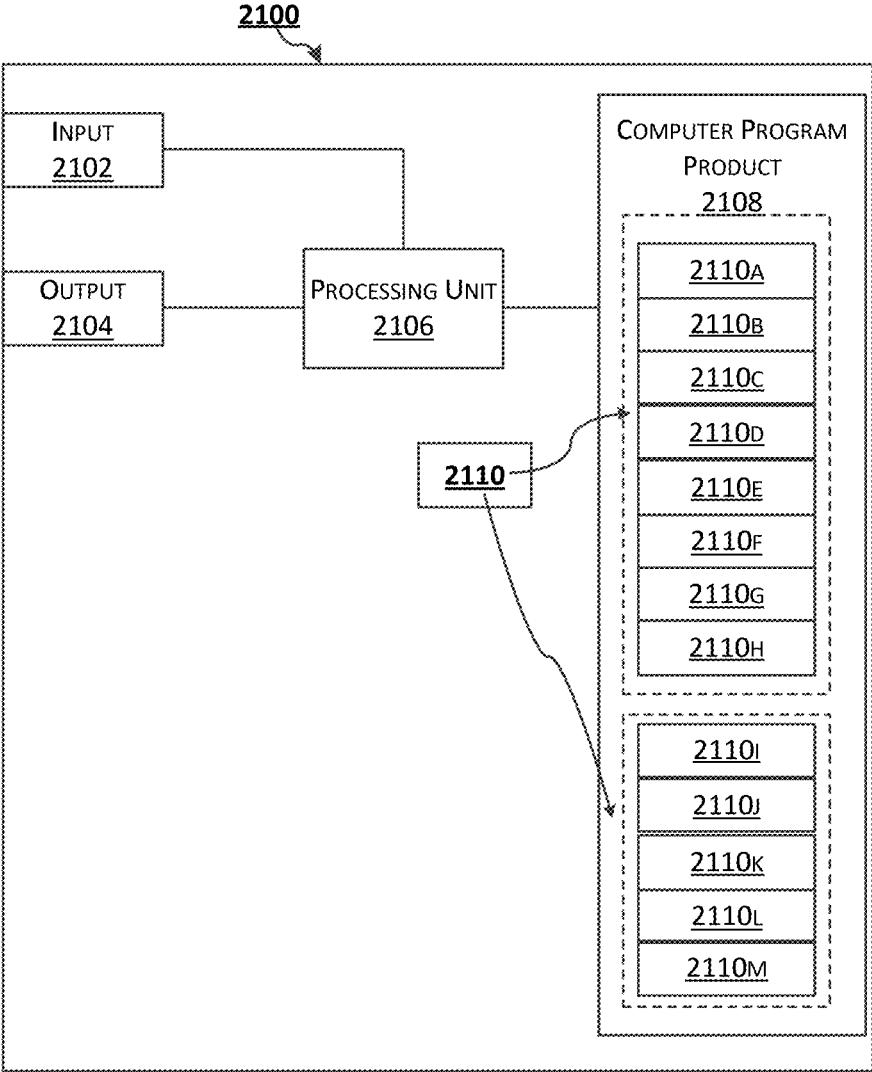 2100
INPUT
2102
OUTPUT
2104
PROCESSING UNIT
2106
COMPUTER PROGRAM
PRODUCT
2108
2110A
2110B
2110C
2110D
2110E
2110F
2110G
2110H
2110
2110I
2110J
2110K
2110L
2110M